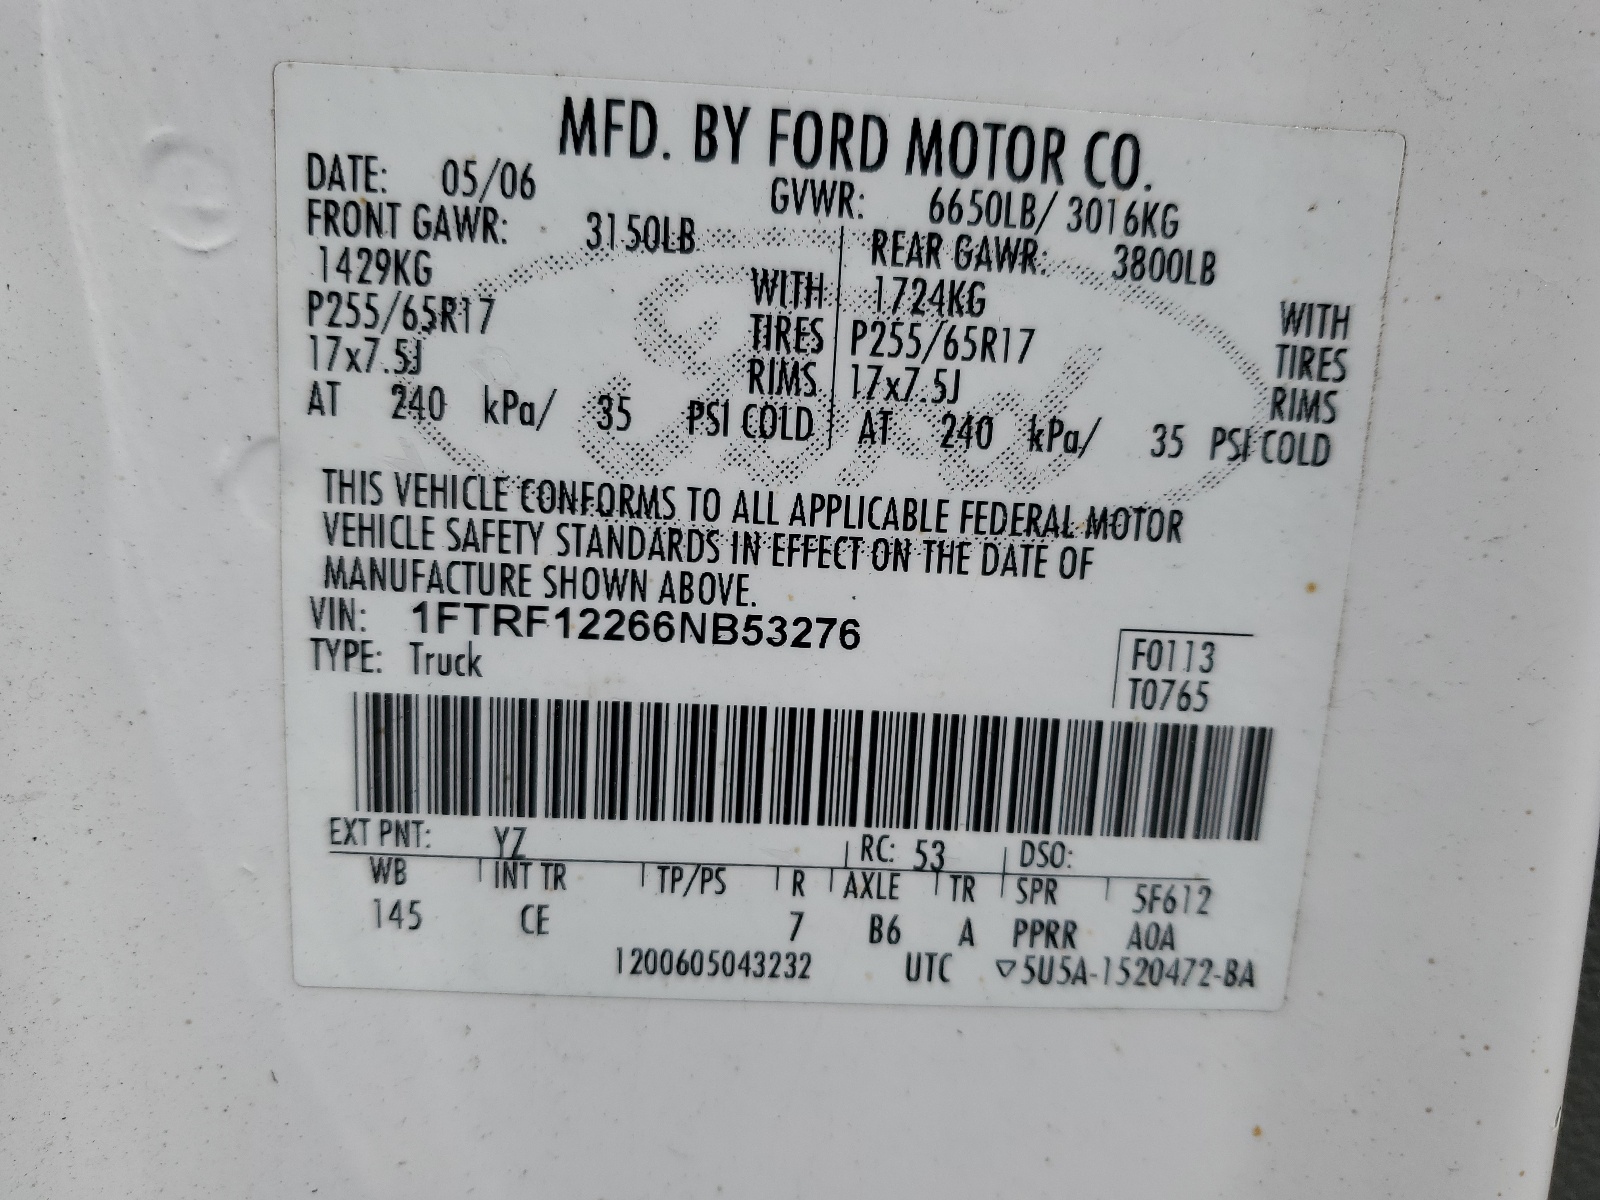 MFD. BY FORD MOTOR CO.
DATE: 05/06 GVWR: 6650LB/ 3016KG
FRONT GAWR: 3150LB REAR GAWR: 3800LB
1429KG WITH 1724KG WITH
P255/65R17 TIRES P255/65R17 TIRES
17x7.5J RIMS 17x7.5J RIMS
AT 240 kPa/ 35 PSI COLD AT 240 kPa/ 35 PSI COLD
THIS VEHICLE CONFORMS TO ALL APPLICABLE FEDERAL MOTOR
VEHICLE SAFETY STANDARDS IN EFFECT ON THE DATE OF
MANUFACTURE SHOWN ABOVE.
VIN: 1FTRF12266NB53276
TYPE: Truck
F0113
T0765
EXT PNT: YZ RC: 53 DSO:
WB INT TR TP/PS R AXLE TR SPR 5F612
145 CE 7 B6 A PPRR A0A
1200605043232 UTC ▽5U5A-1520472-BA
Ford